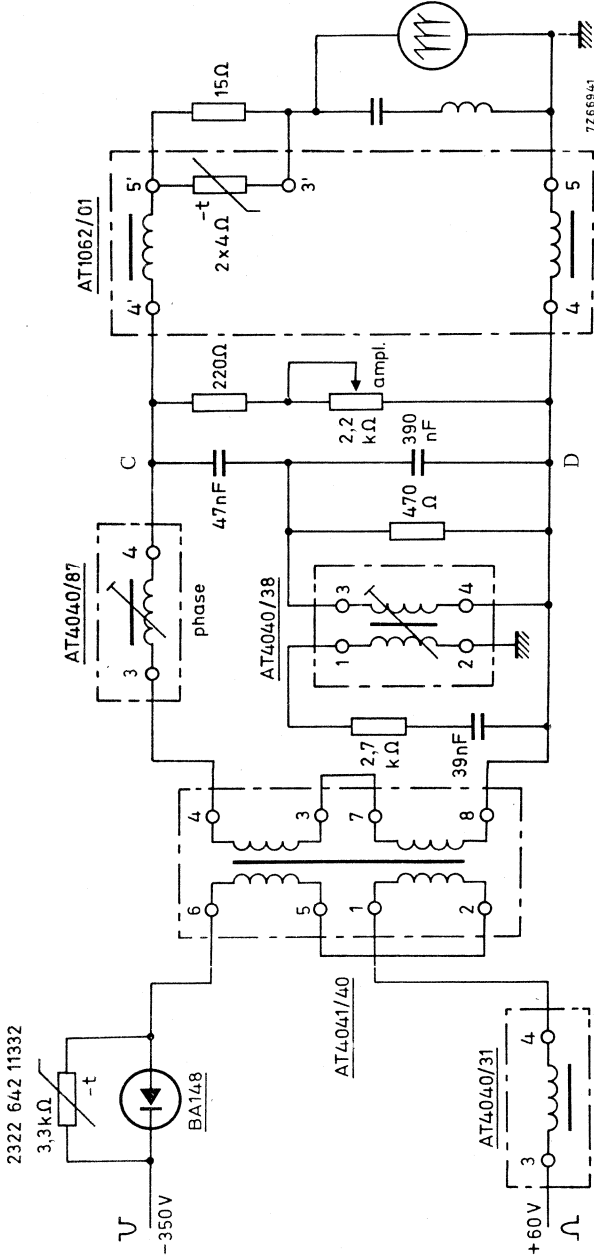 2322 642 11332
3,3kΩ
-t
BA148
-350V
6
5
1
2
4
3
7
8
AT4041/40
+60V
3
4
AT4040/31
AT4040/87
3
4
phase
2,7
kΩ
39nF
AT4040/38
1
3
2
4
470
Ω
C
47nF
390
nF
D
220Ω
2,2
kΩ
ampl.
AT1062/01
4'
5'
-t
2x4Ω
3'
4
5
15Ω
7Z66941